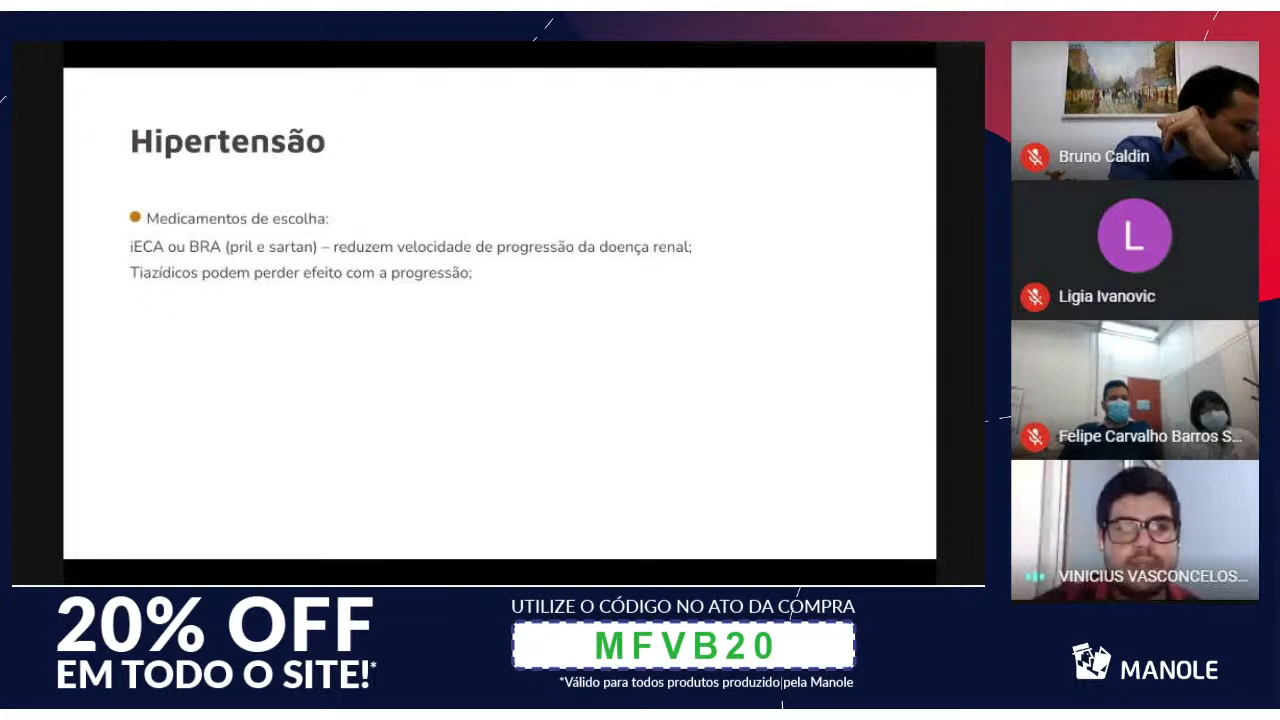 Hipertensão
Medicamentos de escolha:
iECA ou BRA (pril e sartan) – reduzem velocidade de progressão da doença renal;
Tiazídicos podem perder efeito com a progressão;
Bruno Caldin
L
Ligia Ivanovic
Felipe Carvalho Barros S...
VINICIUS VASCONCELOS...
20% OFF
EM TODO O SITE!*
UTILIZE O CÓDIGO NO ATO DA COMPRA
MFVB20
*Válido para todos produtos produzido pela Manole
MANOLE